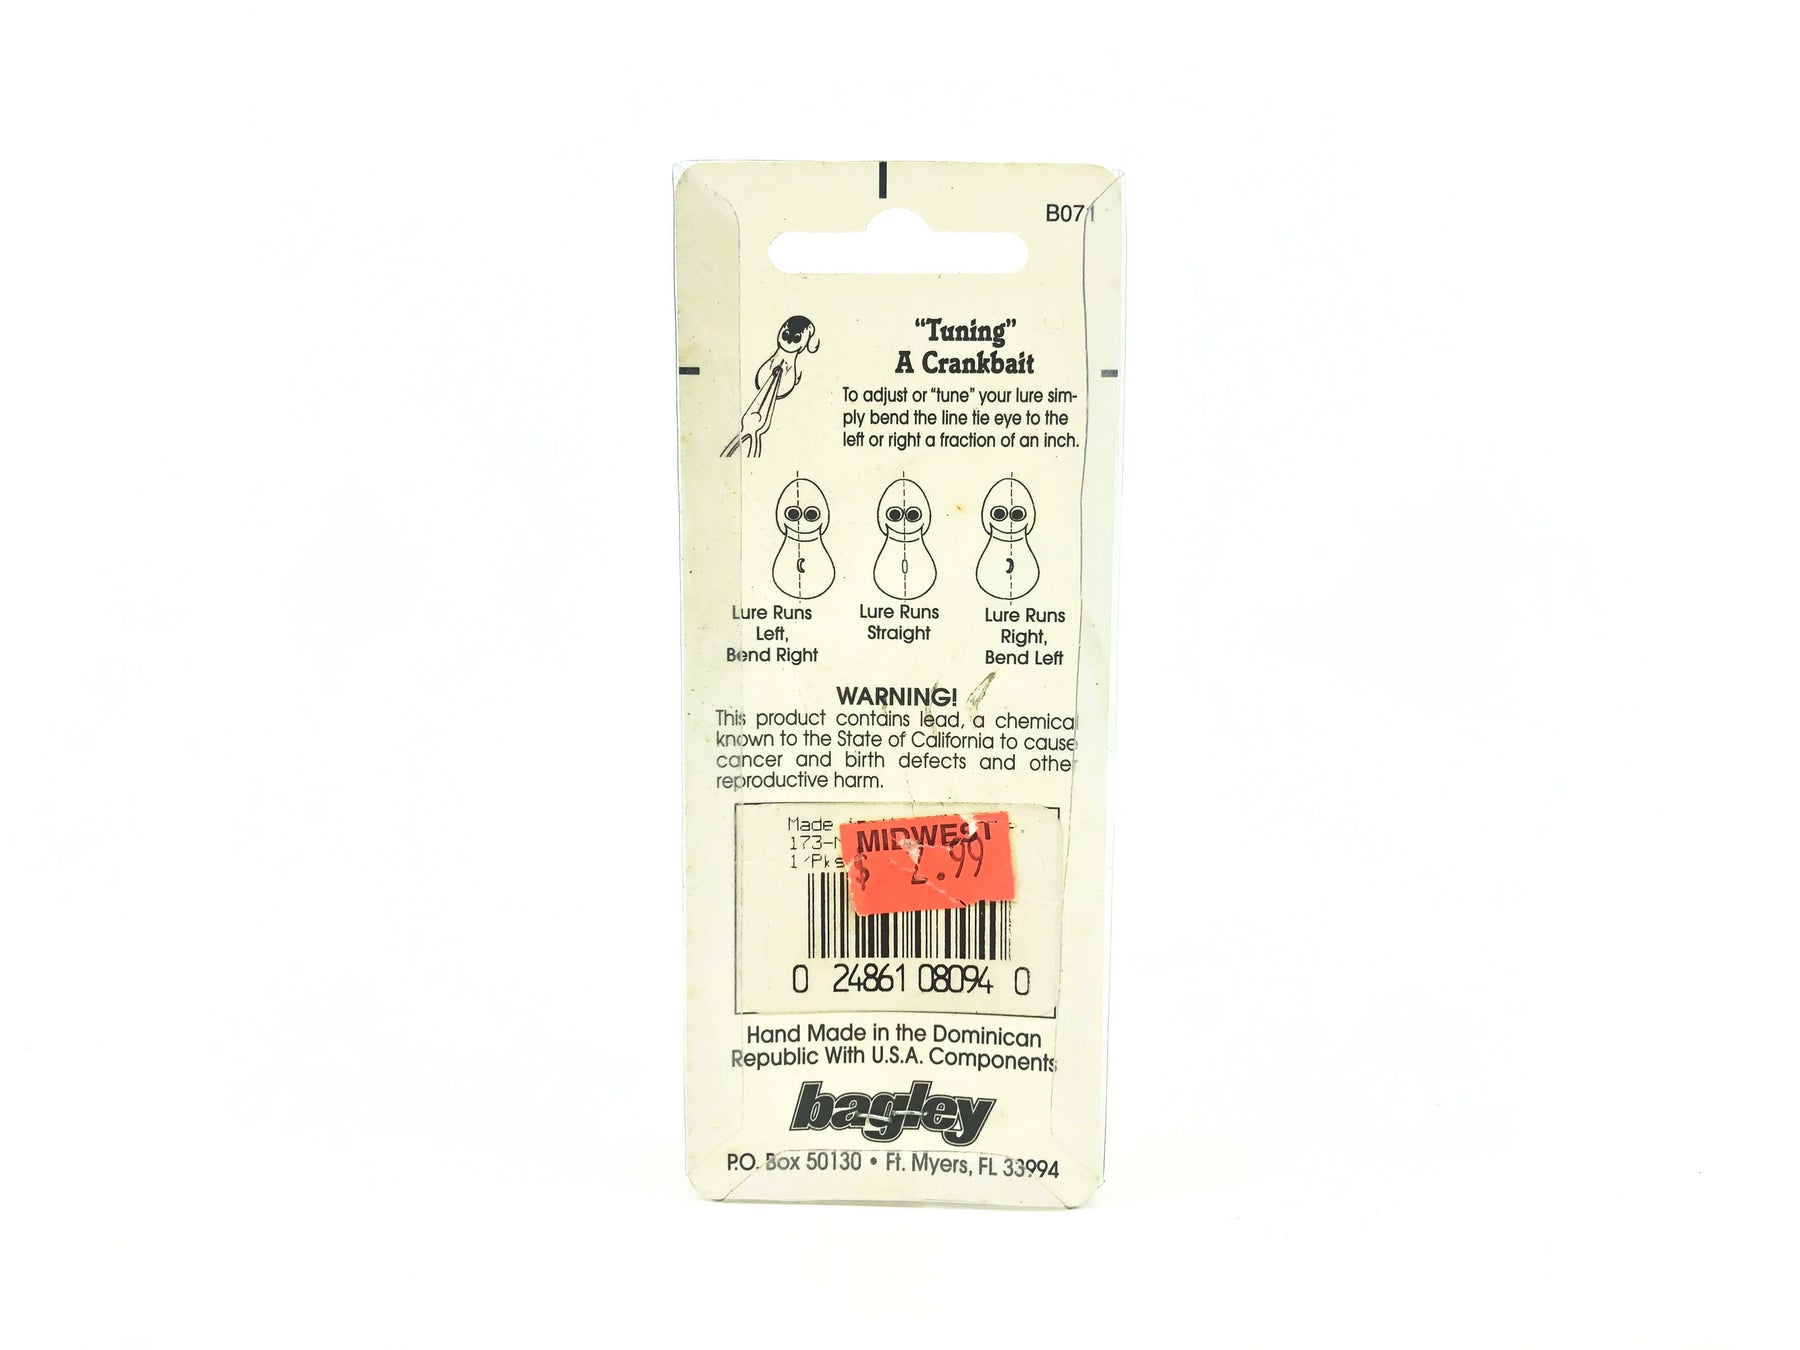 B071
“Tuning”
A Crankbait
To adjust or “tune” your lure sim-
ply bend the line tie eye to the
left or right a fraction of an inch.
Lure Runs
Left,
Bend Right
Lure Runs
Straight
Lure Runs
Right,
Bend Left
WARNING!
This product contains lead, a chemical
known to the State of California to cause
cancer and birth defects and other
reproductive harm.
Made
MIDWEST
173-
1/Pks
$ .99
0 24861 08094 0
Hand Made in the Dominican
Republic With U.S.A. Components
bagley
P.O. Box 50130 • Ft. Myers, FL 33994